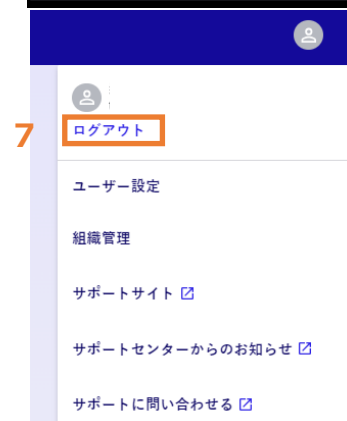 7
ログアウト
ユーザー設定
組織管理
サポートサイト
サポートセンターからのお知らせ
サポートに問い合わせる